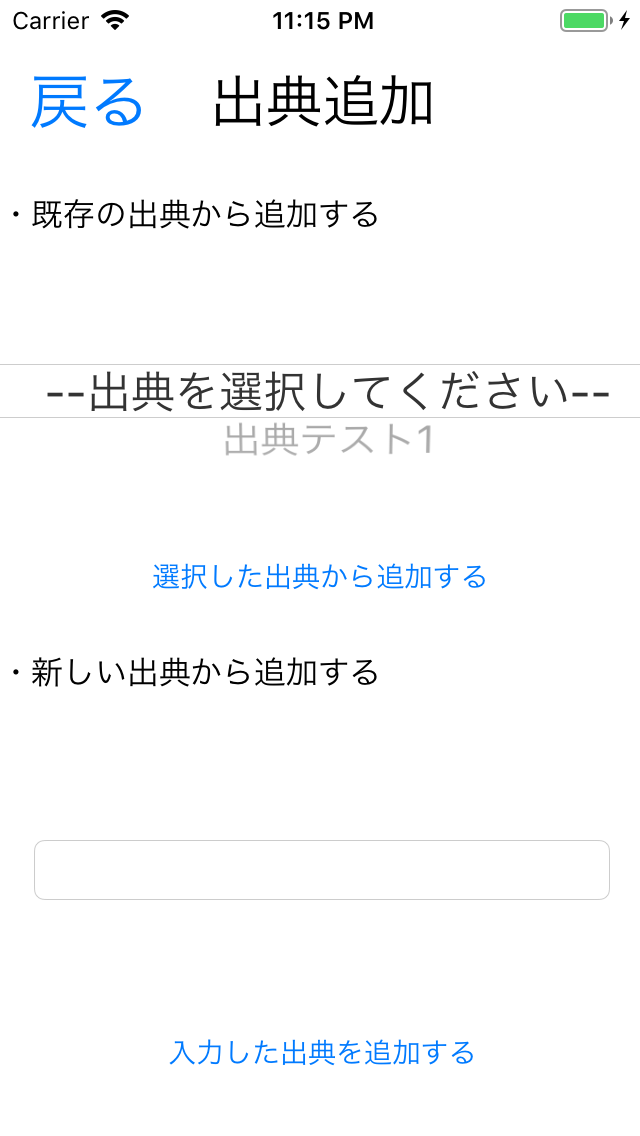 Carrier 11:15 PM
戻る 出典追加
・既存の出典から追加する
--出典を選択してください--
出典テスト1
選択した出典から追加する
・新しい出典から追加する
入力した出典を追加する